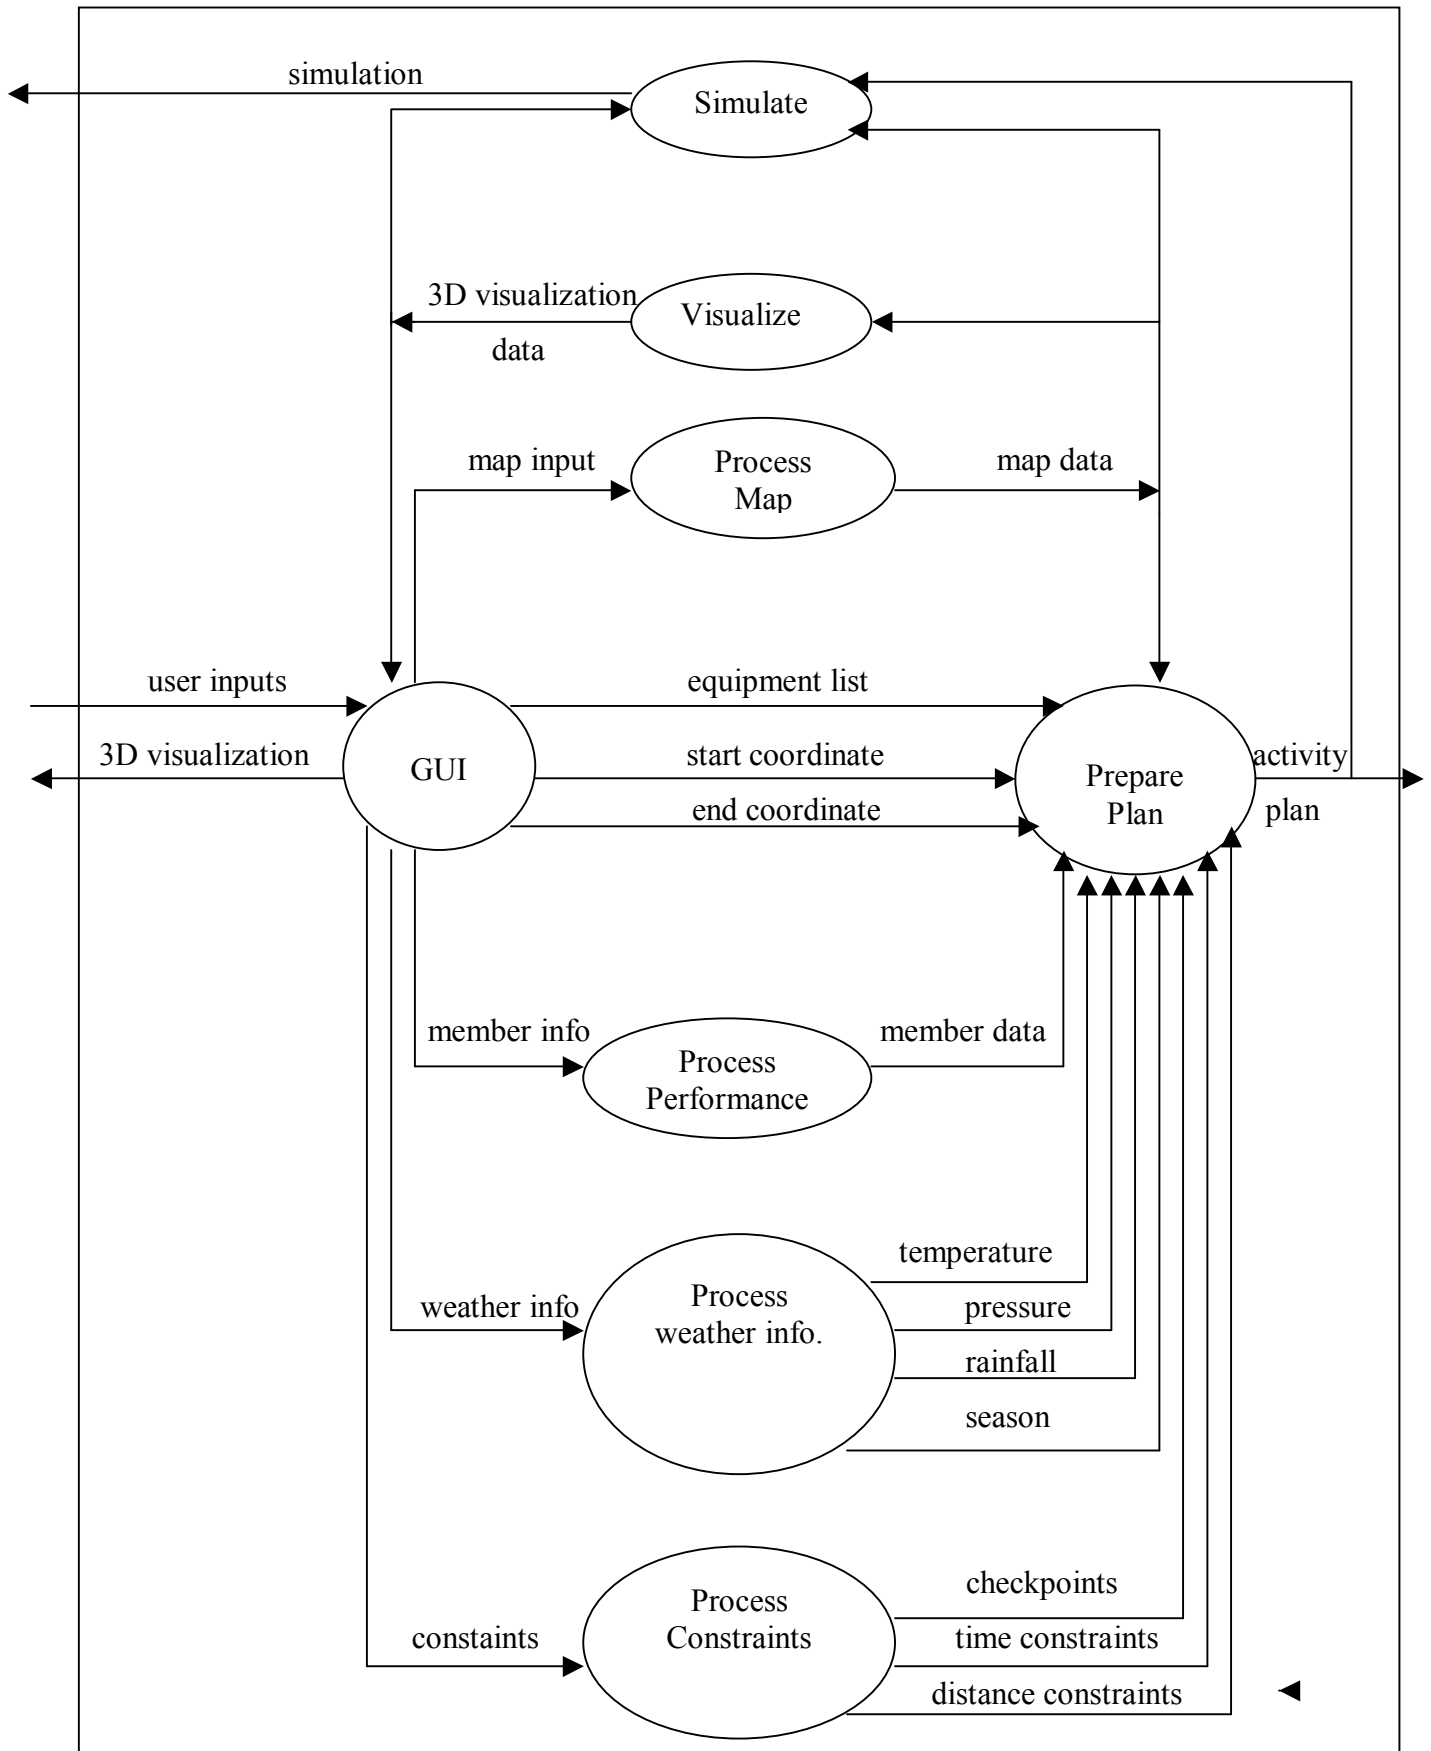 simulation
Simulate
3D visualization
data
Visualize
map input
Process
Map
map data
user inputs
equipment list
3D visualization
GUI
start coordinate
end coordinate
Prepare
Plan
activity
plan
member info
Process
Performance
member data
weather info
Process
weather info.
temperature
pressure
rainfall
season
constaints
Process
Constraints
checkpoints
time constraints
distance constraints